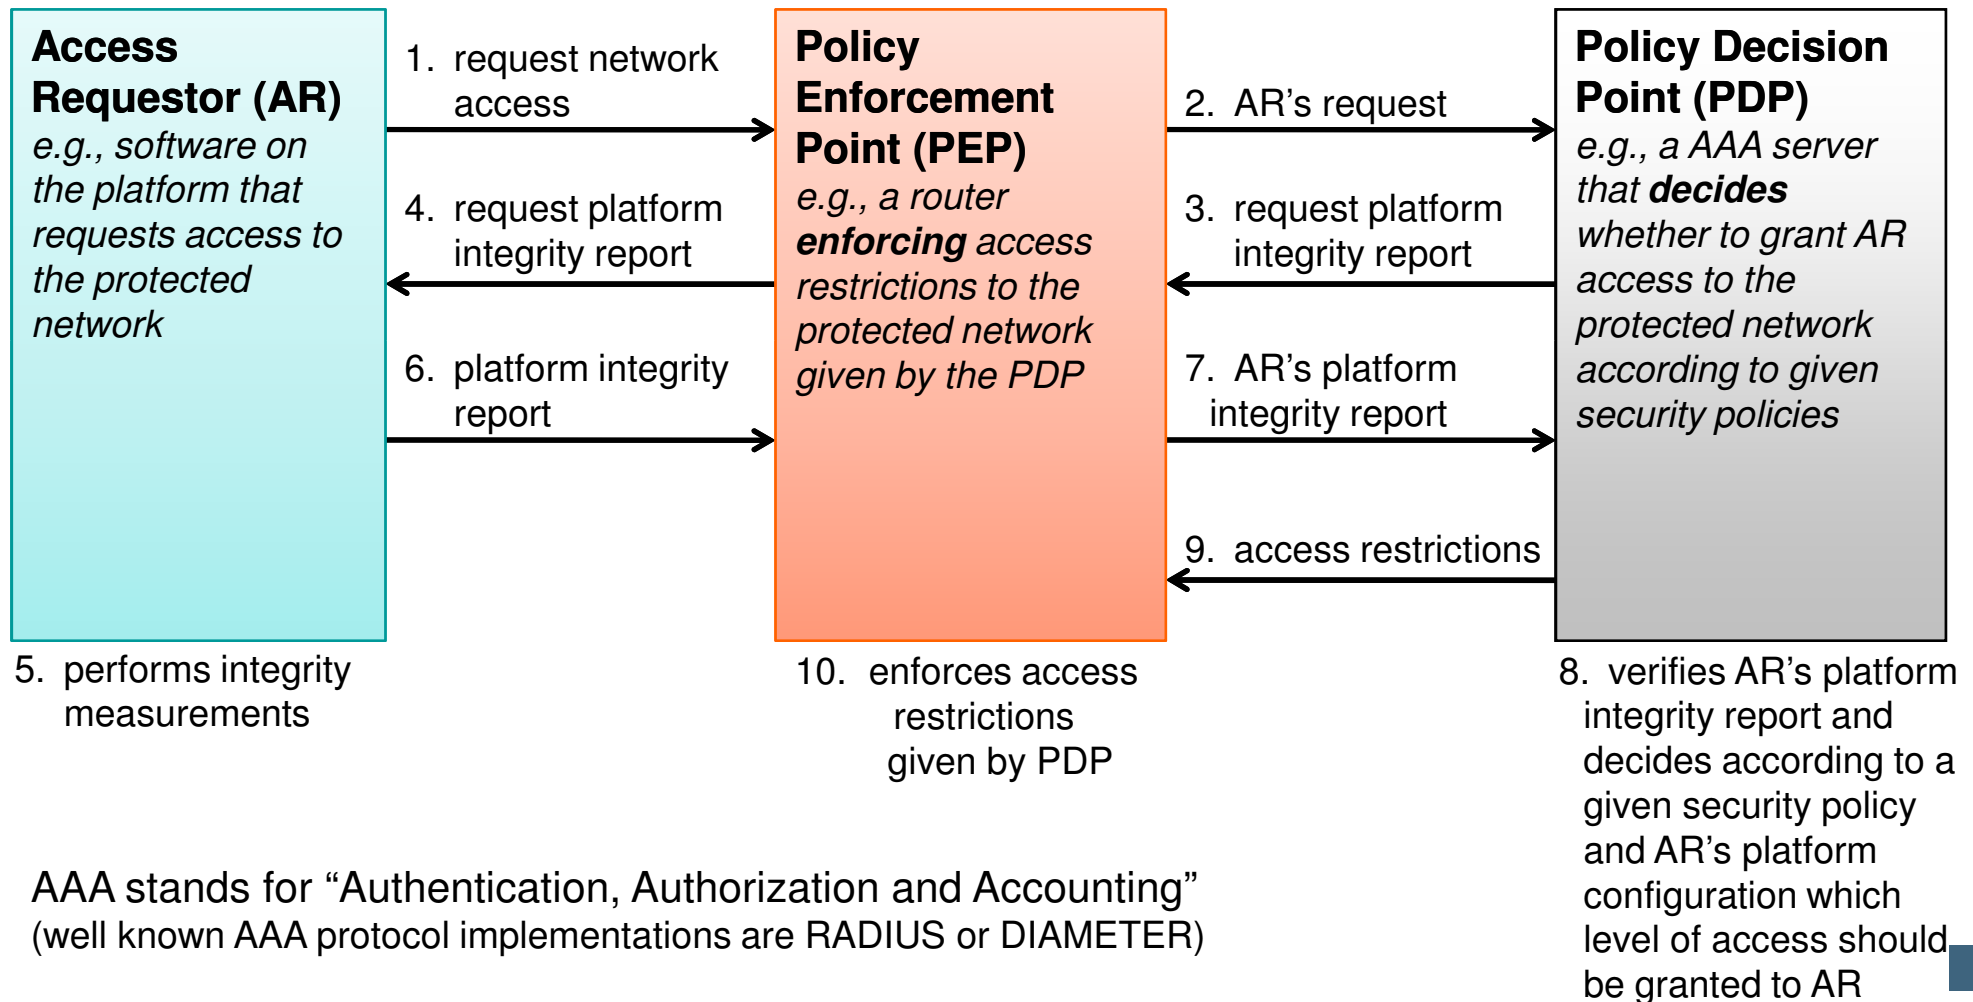 Access
Requestor (AR)
e.g., software on
the platform that
requests access to
the protected
network
1. request network
access
4. request platform
integrity report
6. platform integrity
report
Policy
Enforcement
Point (PEP)
e.g., a router
enforcing access
restrictions to the
protected network
given by the PDP
2. AR's request
3. request platform
integrity report
7. AR's platform
integrity report
9. access restrictions
Policy Decision
Point (PDP)
e.g., a AAA server
that decides
whether to grant AR
access to the
protected network
according to given
security policies
5. performs integrity
measurements
10. enforces access
restrictions
given by PDP
8. verifies AR's platform
integrity report and
decides according to a
given security policy
and AR's platform
configuration which
level of access should
be granted to AR
AAA stands for “Authentication, Authorization and Accounting”
(well known AAA protocol implementations are RADIUS or DIAMETER)